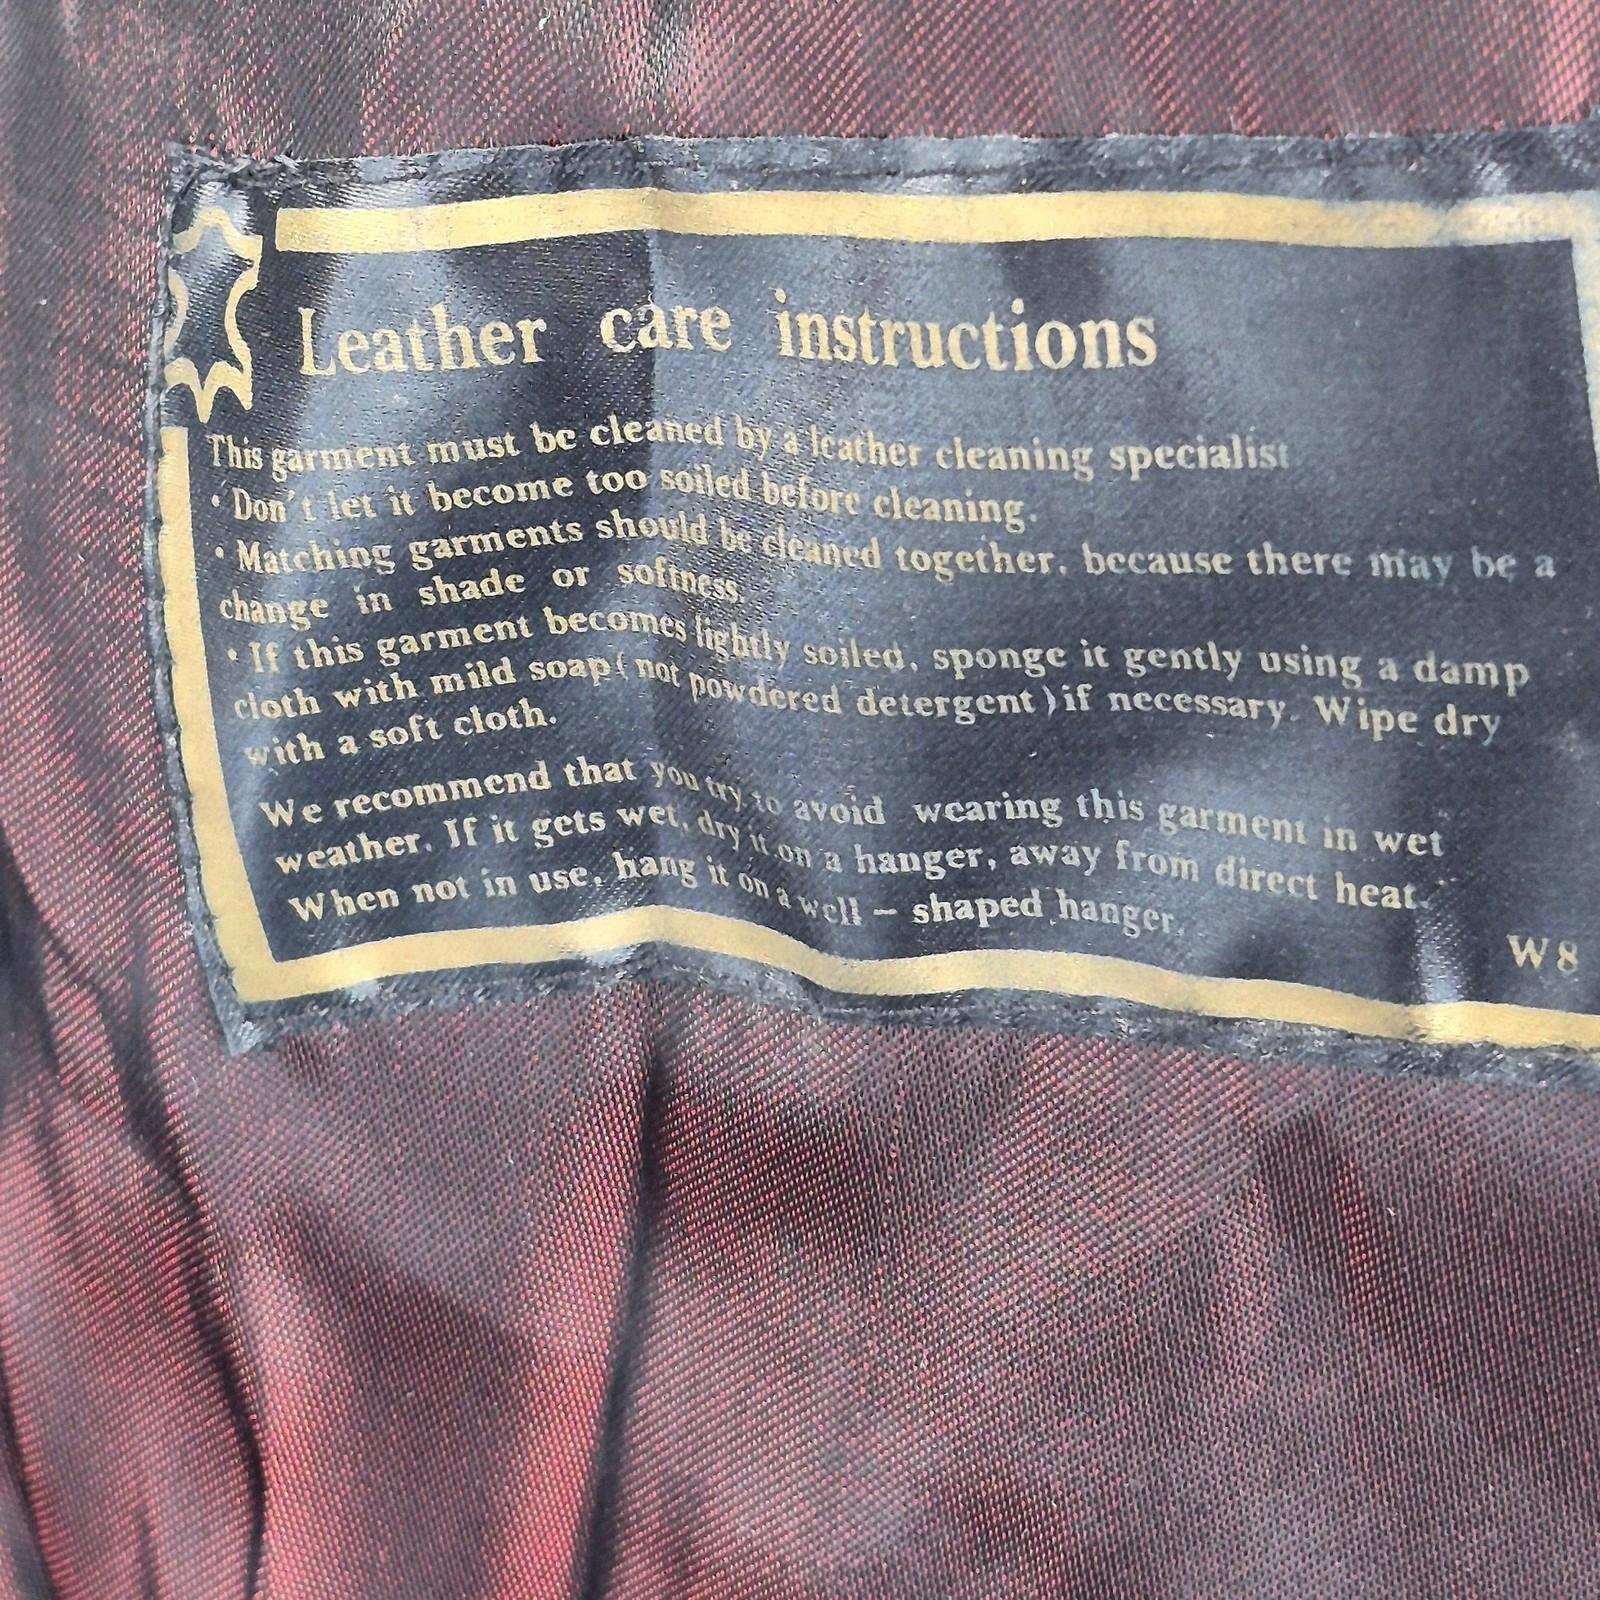 Leather care instructions
This garment must be cleaned by a leather cleaning specialist
· Don't let it become too soiled before cleaning.
· Matching garments should be cleaned together, because there may be a
change in shade or softness.
· If this garment becomes lightly soiled, sponge it gently using a damp
cloth with mild soap( not powdered detergent)if necessary. Wipe dry
with a soft cloth.
We recommend that you try to avoid wearing this garment in wet
weather. If it gets wet, dry it on a hanger, away from direct heat.
When not in use, hang it on a well – shaped hanger.
W8